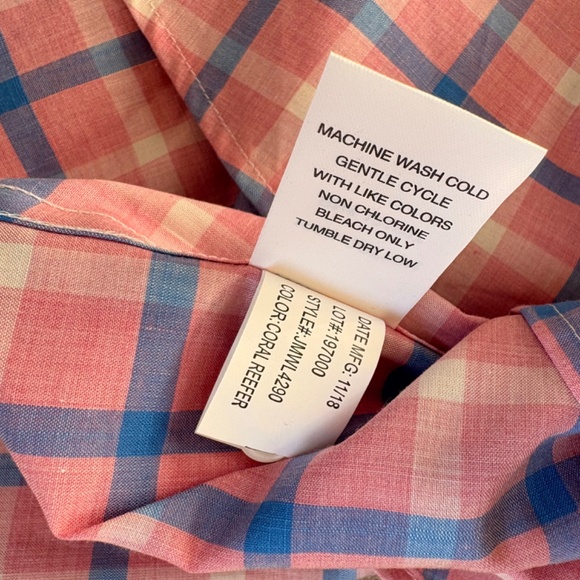 MACHINE WASH COLD
GENTLE CYCLE
WITH LIKE COLORS
NON CHLORINE
BLEACH ONLY
TUMBLE DRY LOW
DATE MFG: 11/18
LOT#:197000
STYLE#:JMWL4290
COLOR:CORAL REEFER